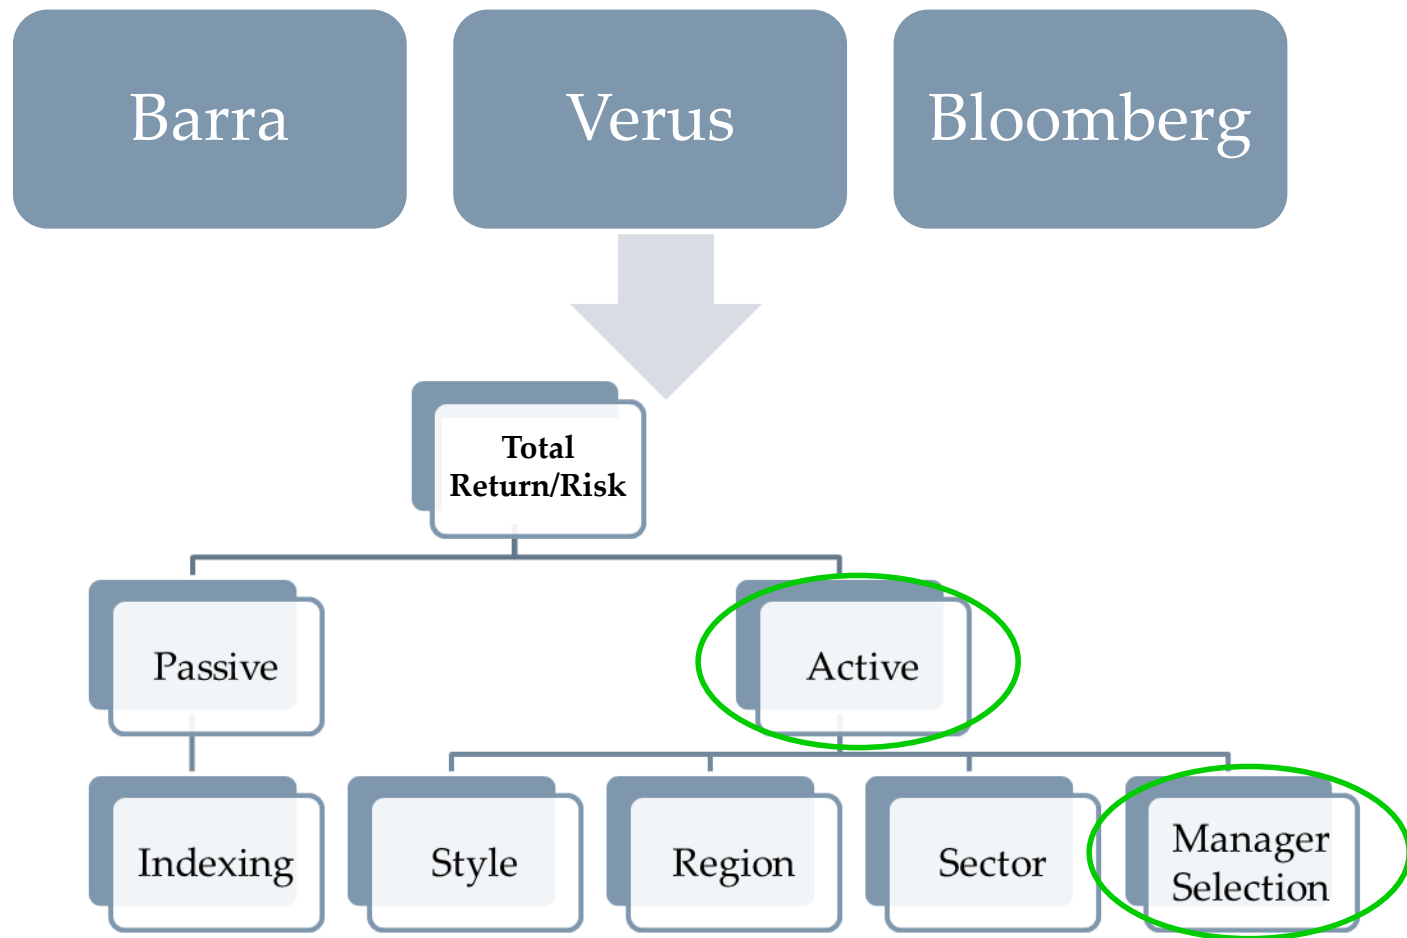 Barra
Verus
Bloomberg
Total
Return/Risk
Passive
Active
Indexing
Style
Region
Sector
Manager
Selection